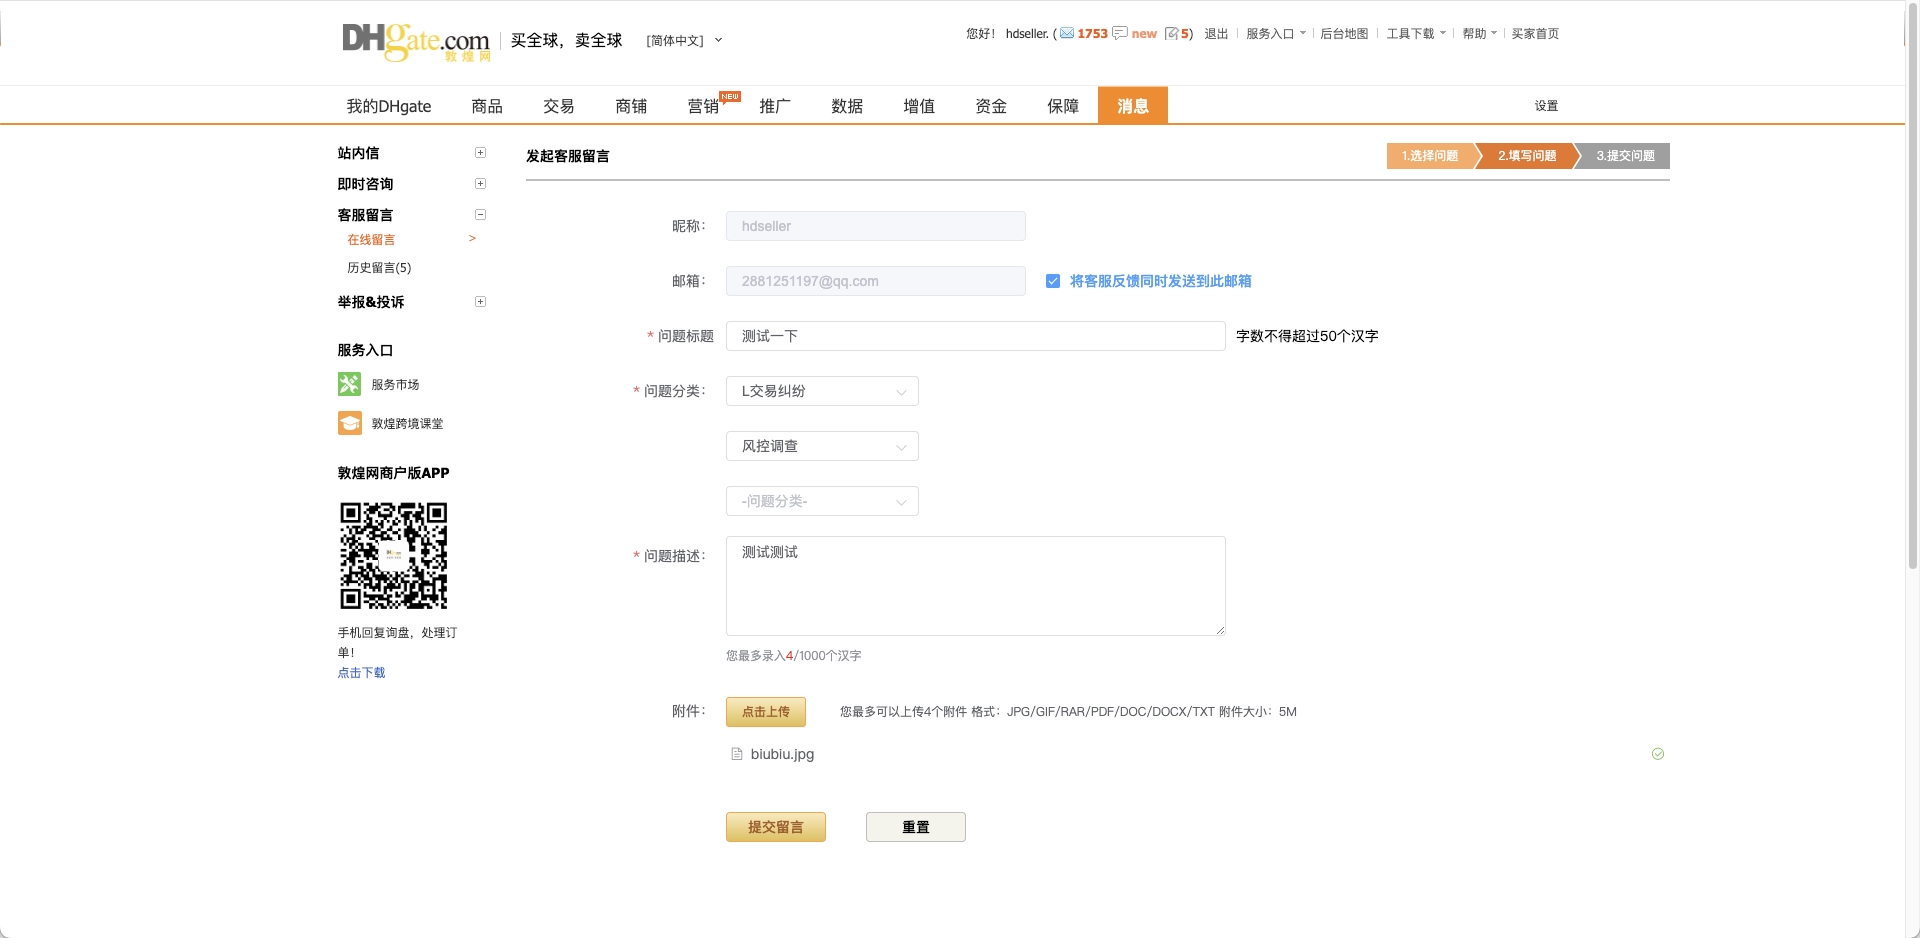 DHgate.com
敦煌网
买全球，卖全球
[简体中文]
您好！ hdseller. ( 1753 new 5)
退出
服务入口
后台地图
工具下载
帮助
买家首页
我的DHgate
商品
交易
商铺
营销
NEW
推广
数据
增值
资金
保障
消息
设置
站内信
即时咨询
客服留言
在线留言 >
历史留言(5)
举报&投诉
服务入口
服务市场
敦煌跨境课堂
敦煌网商户版APP
手机回复询盘，处理订
单！
点击下载
发起客服留言
1.选择问题
2.填写问题
3.提交问题
昵称： hdseller
邮箱： 2881251197@qq.com 将客服反馈同时发送到此邮箱
* 问题标题 测试一下 字数不得超过50个汉字
* 问题分类： L交易纠纷
风控调查
-问题分类-
* 问题描述： 测试测试
您最多录入4/1000个汉字
附件： 点击上传 您最多可以上传4个附件 格式：JPG/GIF/RAR/PDF/DOC/DOCX/TXT 附件大小：5M
biubiu.jpg
提交留言
重置